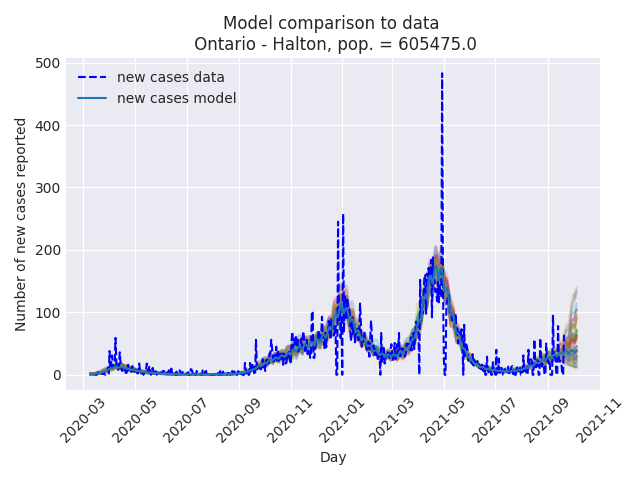 Model comparison to data
Ontario - Halton, pop. = 605475.0
new cases data
new cases model
Number of new cases reported
500
400
300
200
100
0
2020-03
2020-05
2020-07
2020-09
2020-11
2021-01
2021-03
2021-05
2021-07
2021-09
2021-11
Day